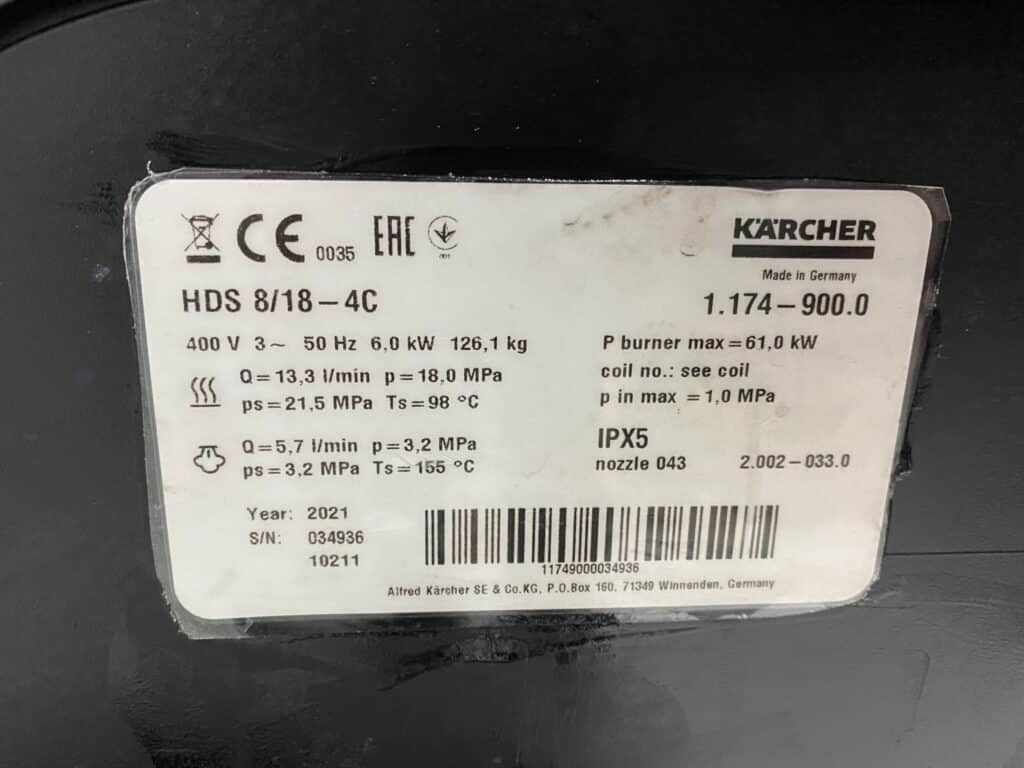 CE 0035 EAC
KÄRCHER
Made in Germany
HDS 8/18-4C
1.174-900.0
400 V 3~ 50 Hz 6,0 kW 126,1 kg
P burner max=61,0 kW
Q=13,3 l/min p=18,0 MPa
coil no.: see coil
ps=21,5 MPa Ts=98 °C
p in max =1,0 MPa
Q=5,7 l/min p=3,2 MPa
IPX5
ps=3,2 MPa Ts=155 °C
nozzle 043 2.002-033.0
Year: 2021
S/N: 034936
10211
11749000034936
Alfred Kärcher SE & Co.KG, P.O.Box 160, 71349 Winnenden, Germany